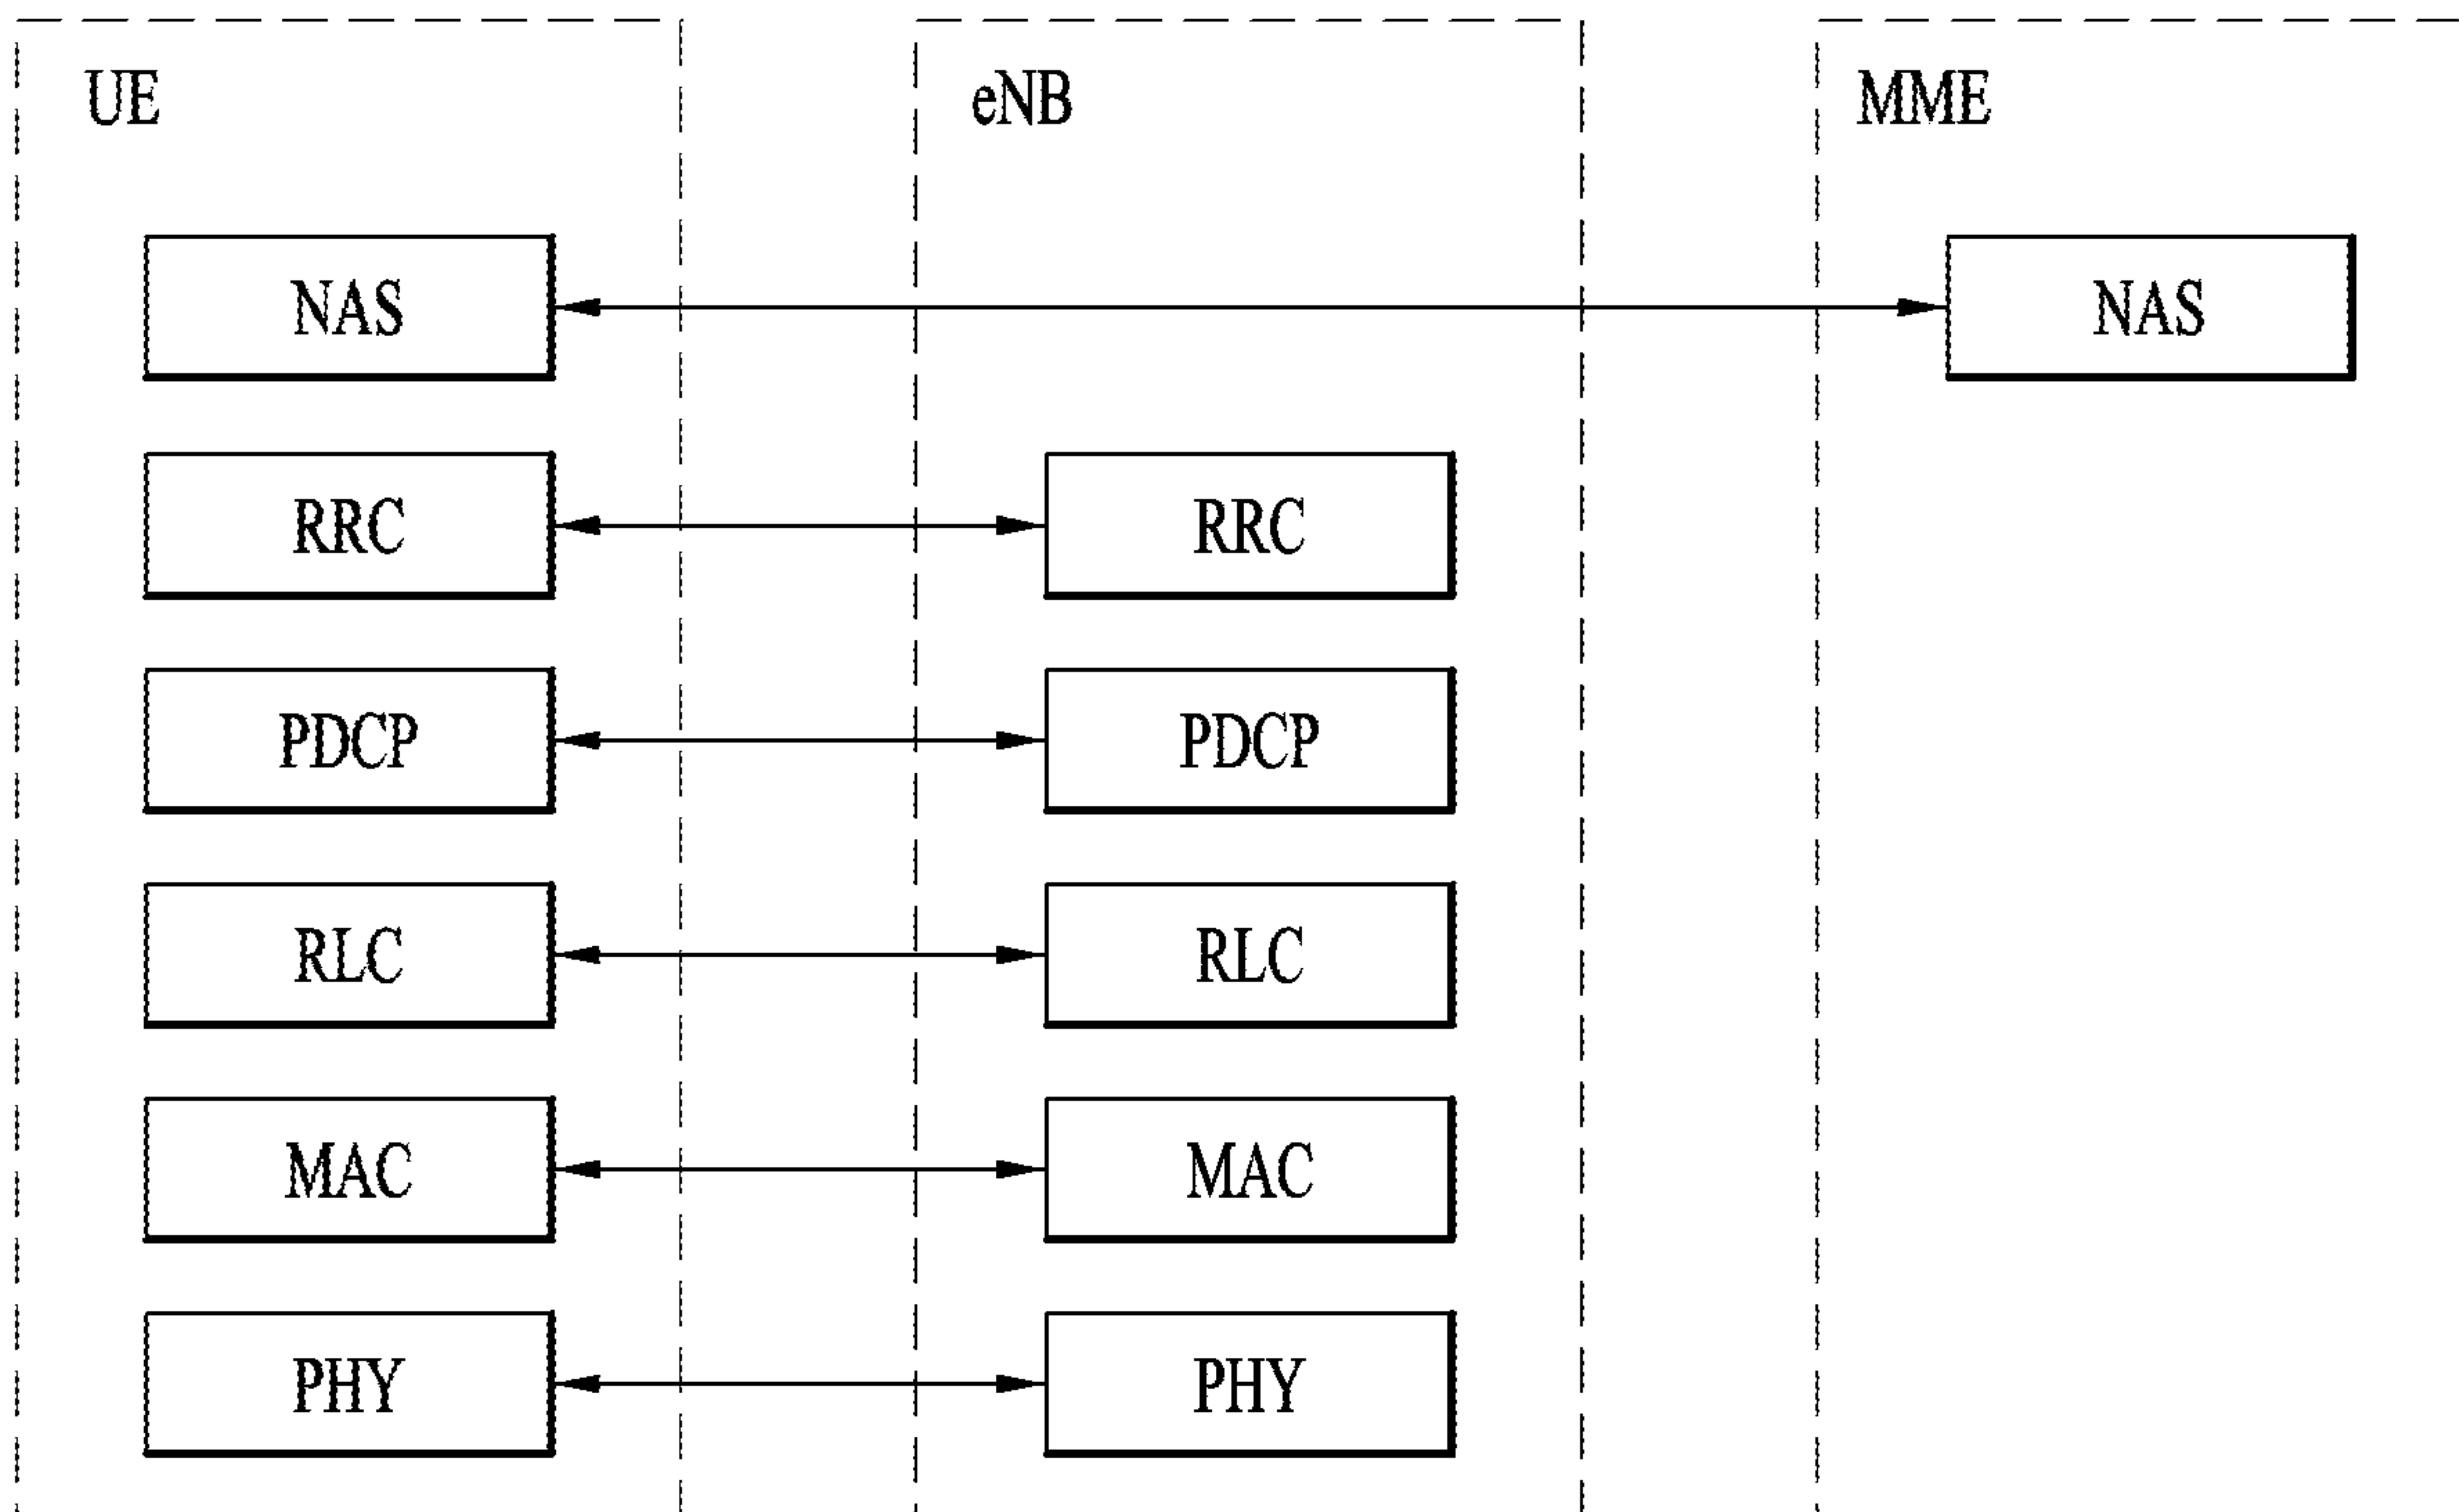 UE eNB MME
NAS NAS
RRC RRC
PDCP PDCP
RLC RLC
MAC MAC
PHY PHY